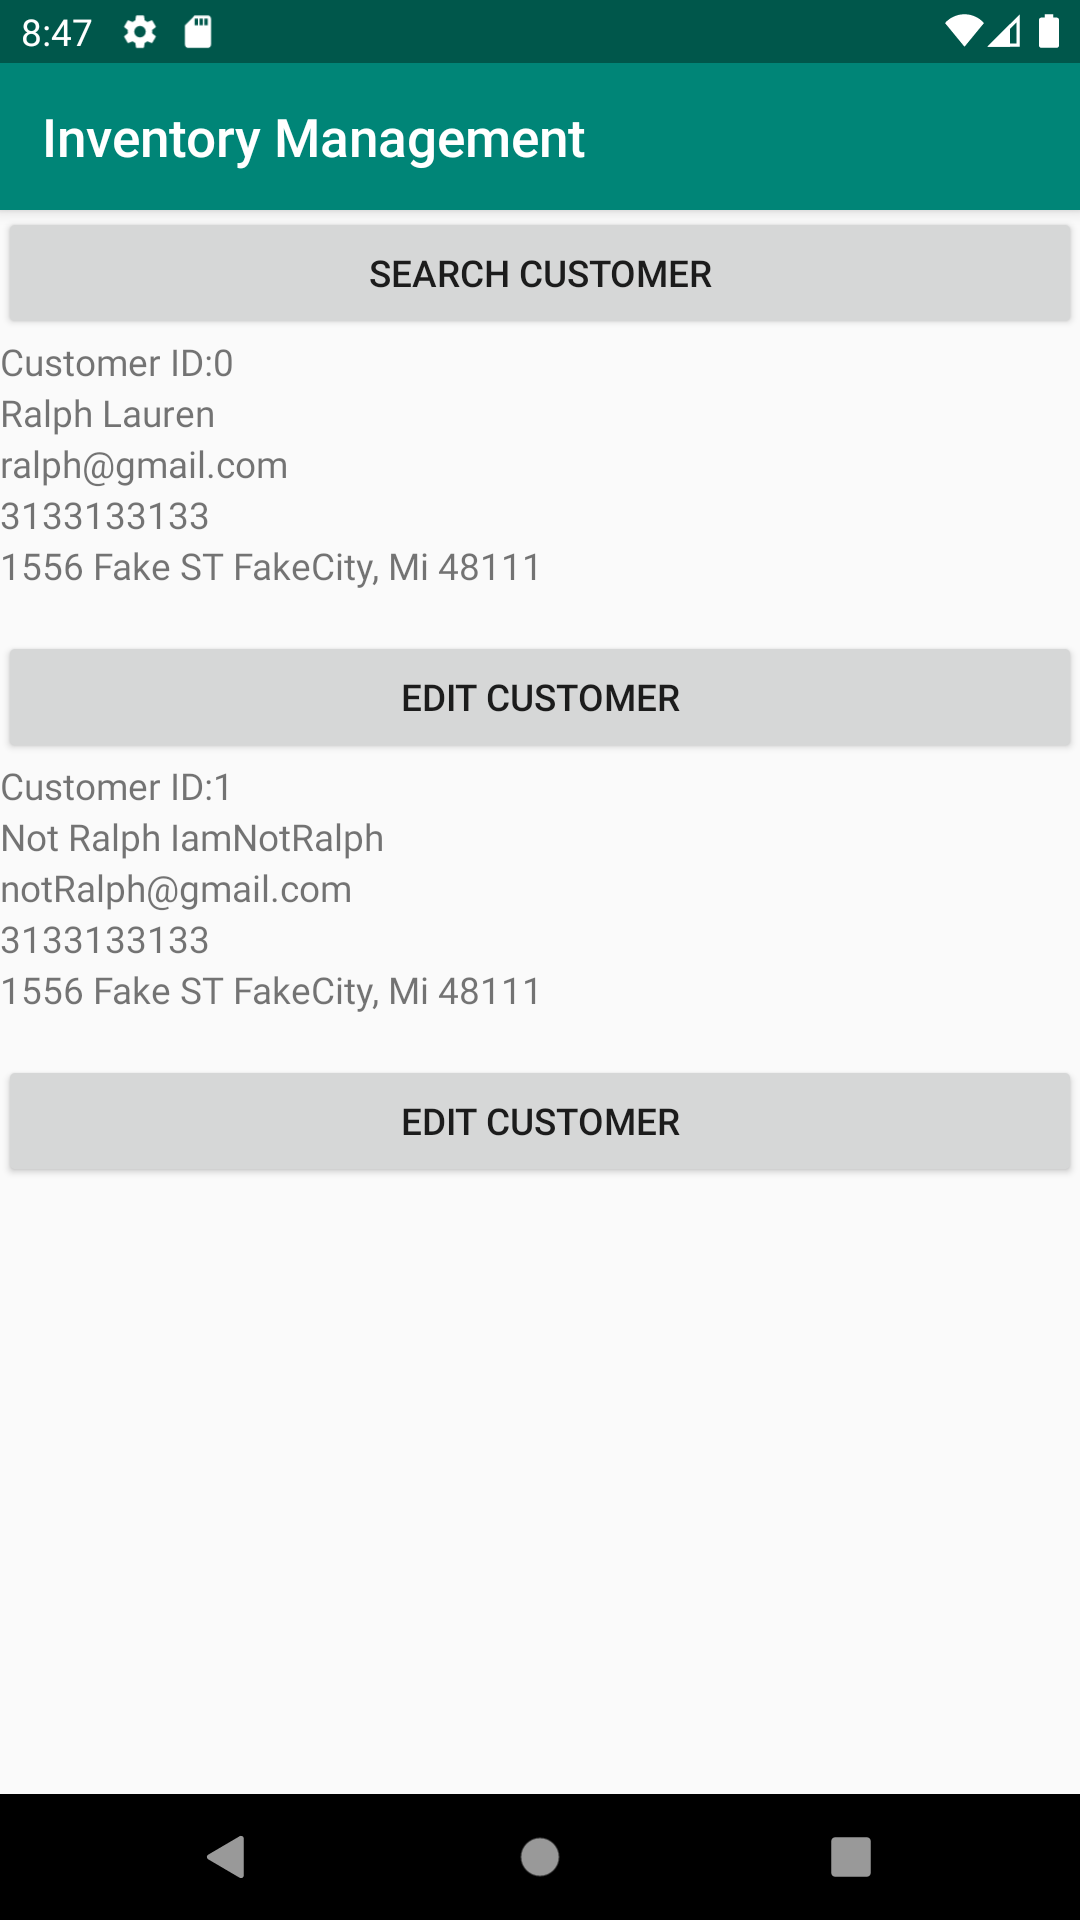 8:47
Inventory Management
SEARCH CUSTOMER
Customer ID:0
Ralph Lauren
ralph@gmail.com
3133133133
1556 Fake ST FakeCity, Mi 48111
EDIT CUSTOMER
Customer ID:1
Not Ralph IamNotRalph
notRalph@gmail.com
3133133133
1556 Fake ST FakeCity, Mi 48111
EDIT CUSTOMER